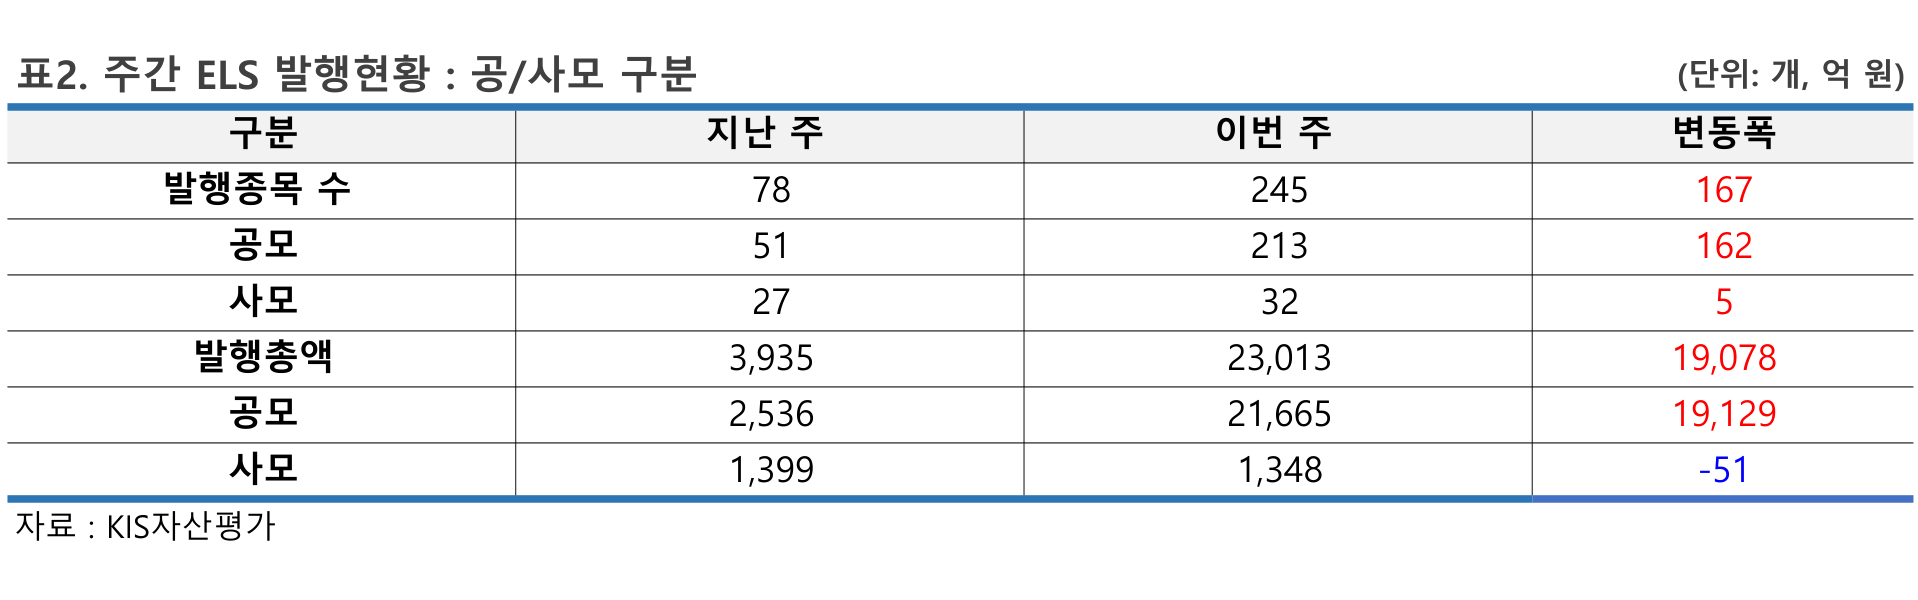 표2. 주간 ELS 발행현황 : 공/사모 구분 (단위: 개, 억 원)
구분 지난 주 이번 주 변동폭
발행종목 수 78 245 167
공모 51 213 162
사모 27 32 5
발행총액 3,935 23,013 19,078
공모 2,536 21,665 19,129
사모 1,399 1,348 -51
자료 : KIS자산평가